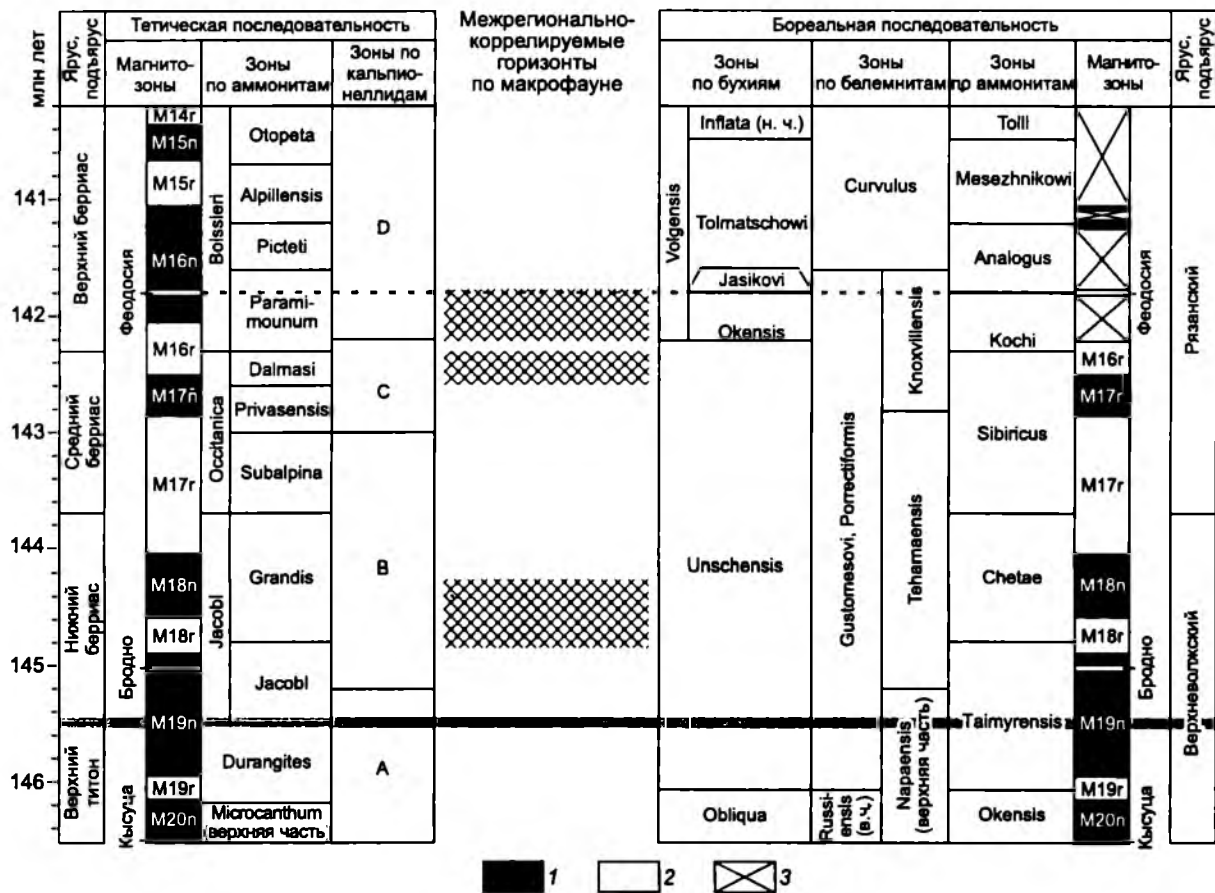 млн лет
Ярус,
подъярус
Тетическая последовательность
Магнито-
зоны
Зоны
по аммонитам
Зоны по
кальпио-
неллидам
Межрегионально-
коррелируемые
горизонты
по макрофауне
Бореальная последовательность
Зоны
по бухиям
Зоны
по белемнитам
Зоны
по аммонитам
Магнито-
зоны
Ярус,
подъярус
141
142
143
144
145
146
Верхний берриас
Средний
берриас
Нижний
берриас
Верхний
титон
Феодосия
Бродно
Кысуца
M14r
M15n
M15r
M16n
M16r
M17n
M17r
M18n
M18r
M19n
M19r
M20n
Boissieri
Occitanica
Jacobi
Otopeta
Alpillensis
Picteti
Parami-
mounum
Dalmasi
Privasensis
Subalpina
Grandis
Jacobi
Durangites
Microcanthum
(верхняя часть)
D
C
B
A
Volgensis
Inflata (н. ч.)
Tolmatschowi
Jasikovi
Okensis
Unschensis
Obliqua
Curvulus
Gustomesovi, Porrectiformis
Russi-
ensis
(в.ч.)
Knoxvillensis
Tehamaensis
Napaensis
(верхняя часть)
Tolli
Mesezhnikowi
Analogus
Kochi
Sibiricus
Chetae
Taimyrensis
Okensis
M16r
M17r
M17r
M18n
M18r
M19n
M19r
M20n
Феодосия
Бродно
Кысуца
Рязанский
Верхневолжский
1
2
3